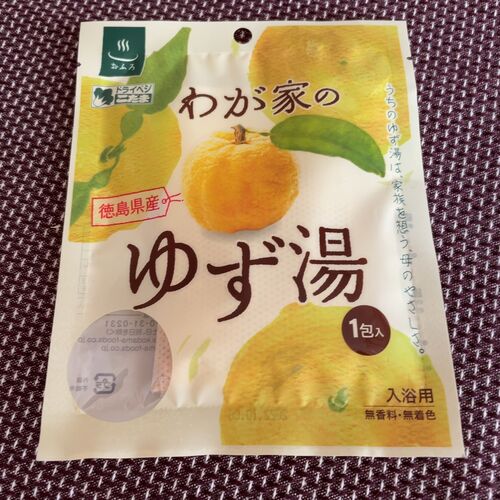 おふろ
ドライベジ
こだま
わが家の
うちのゆず湯は、家族を想う、母のやさしさ。
徳島県産
ゆず湯
1包入
入浴用
無香料・無着色